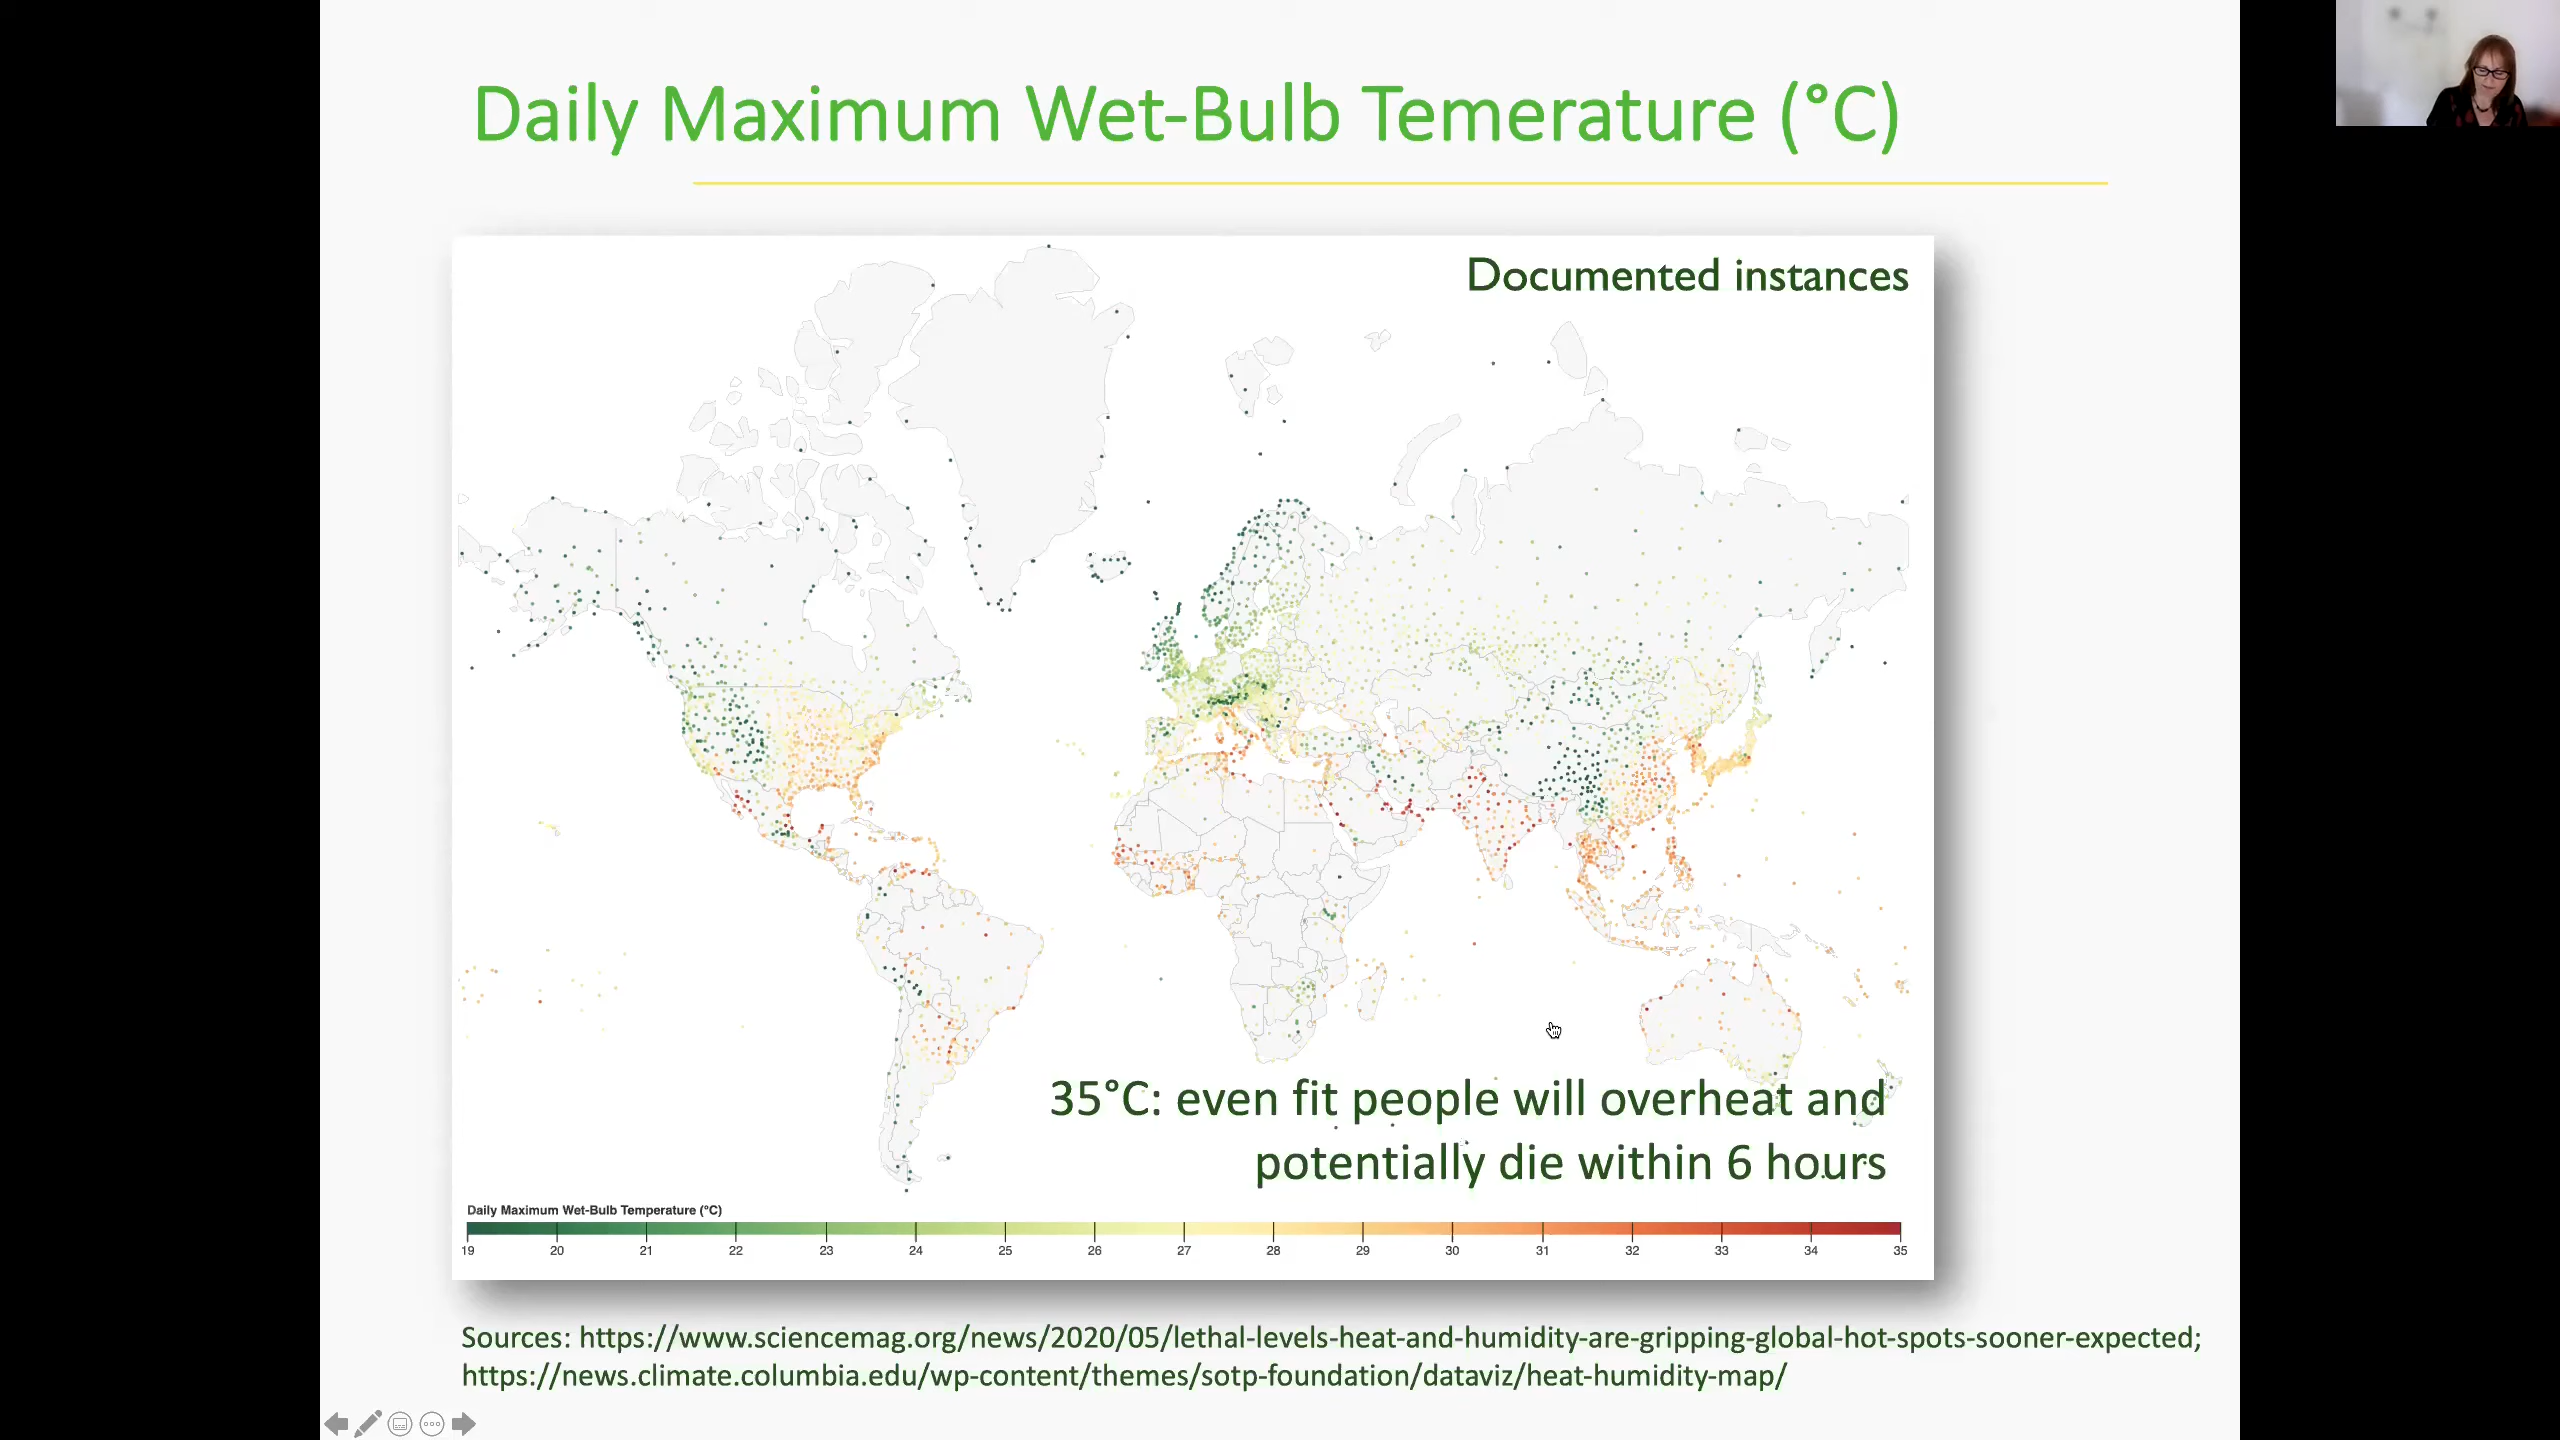 Daily Maximum Wet-Bulb Temerature (°C)
Documented instances
35°C: even fit people will overheat and
potentially die within 6 hours
Daily Maximum Wet-Bulb Temperature (°C)
19 20 21 22 23 24 25 26 27 28 29 30 31 32 33 34 35
Sources: https://www.sciencemag.org/news/2020/05/lethal-levels-heat-and-humidity-are-gripping-global-hot-spots-sooner-expected;
https://news.climate.columbia.edu/wp-content/themes/sotp-foundation/dataviz/heat-humidity-map/